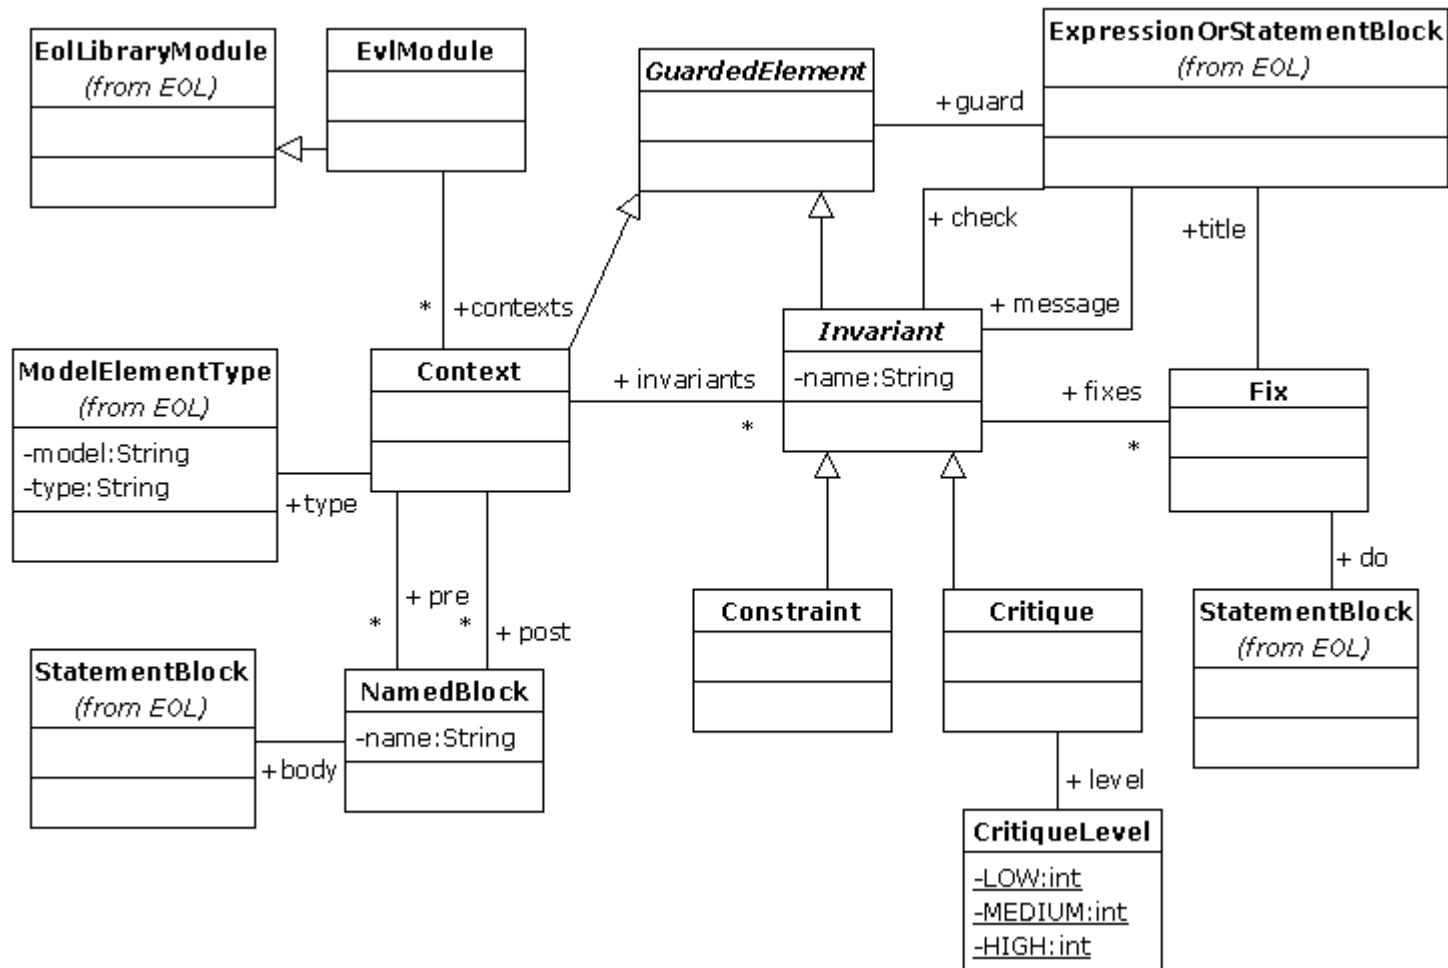 EolLibraryModule
(from EOL)
EvlModule
GuardedElement
ExpressionOrStatementBlock
(from EOL)
+guard
+ check
+title
+ message
* +contexts
ModelElementType
(from EOL)
-model:String
-type:String
+type
Context
+ invariants
*
Invariant
-name:String
+ fixes
*
Fix
+ do
+ pre
*
*
+ post
StatementBlock
(from EOL)
+body
NamedBlock
-name:String
Constraint
Critique
StatementBlock
(from EOL)
+ level
CritiqueLevel
-LOW:int
-MEDIUM:int
-HIGH:int